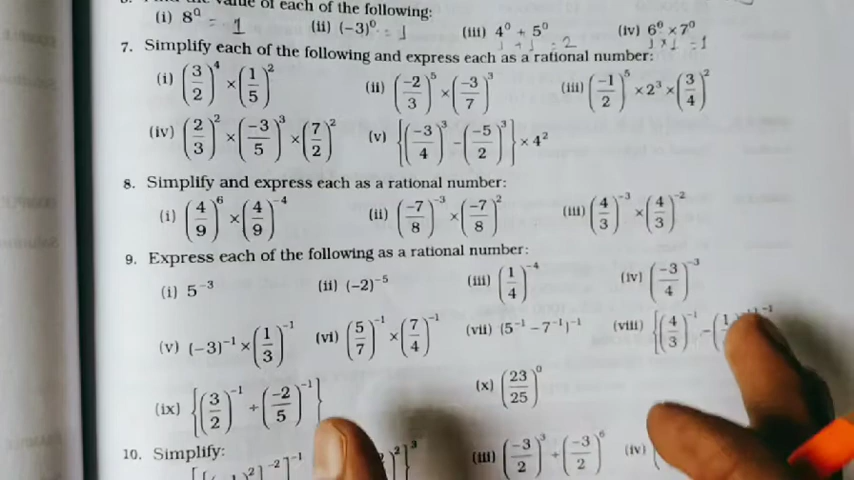 the value of each of the following:
(i) 8⁰ = 1 (ii) (−3)⁰ = 1 (iii) 4⁰ + 5⁰ (iv) 6⁰ × 7⁰
1 + 1 = 2 1 × 1 = 1
7. Simplify each of the following and express each as a rational number:
(i) (3/2)⁴ × (1/5)² (ii) (−2/3)⁵ × (−3/7)³ (iii) (−1/2)⁵ × 2³ × (3/4)²
(iv) (2/3)² × (−3/5)³ × (7/2)² (v) {(−3/4)³ − (−5/2)³} × 4²
8. Simplify and express each as a rational number:
(i) (4/9)⁶ × (4/9)⁻⁴ (ii) (−7/8)⁻³ × (−7/8)² (iii) (4/3)⁻³ × (4/3)⁻²
9. Express each of the following as a rational number:
(i) 5⁻³ (ii) (−2)⁻⁵ (iii) (1/4)⁻⁴ (iv) (−3/4)⁻³
(v) (−3)⁻¹ × (1/3)⁻¹ (vi) (5/7)⁻¹ × (7/4)⁻¹ (vii) (5⁻¹ − 7⁻¹)⁻¹ (viii) {(4/3)⁻¹ − (
(ix) {(3/2)⁻¹ ÷ (−2/5)⁻¹} (x) (23/25)⁰
10. Simplify:
(iii) (−3/2)³ ÷ (−3/2)⁶ (iv)